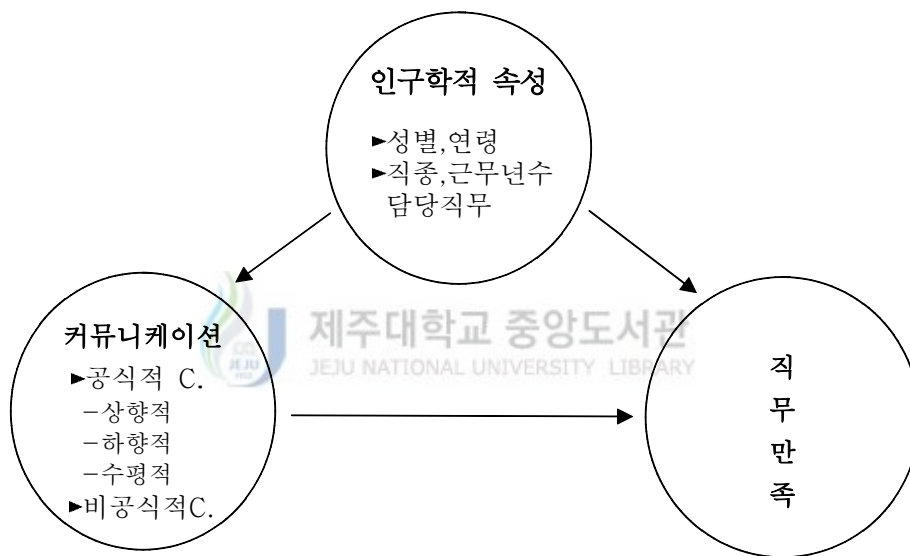 인구학적 속성
►성별,연령
►직종,근무년수
담당직무
커뮤니케이션
►공식적 C.
-상향적
-하향적
-수평적
►비공식적C.
제주대학교 중앙도서관
JEJU NATIONAL UNIVERSITY LIBRARY
JEJU
직
무
만
족